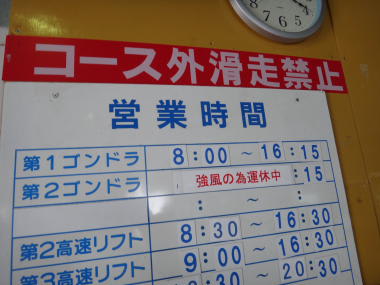 コース外滑走禁止
営業時間
第1ゴンドラ 8:00 ～ 16:15
第2ゴンドラ 強風の為運休中 :15
: ～ :
第2高速リフト 8:30 ～ 16:30
第3高速リフト 9:00 ～ 16:30
:30 ～ 20:30